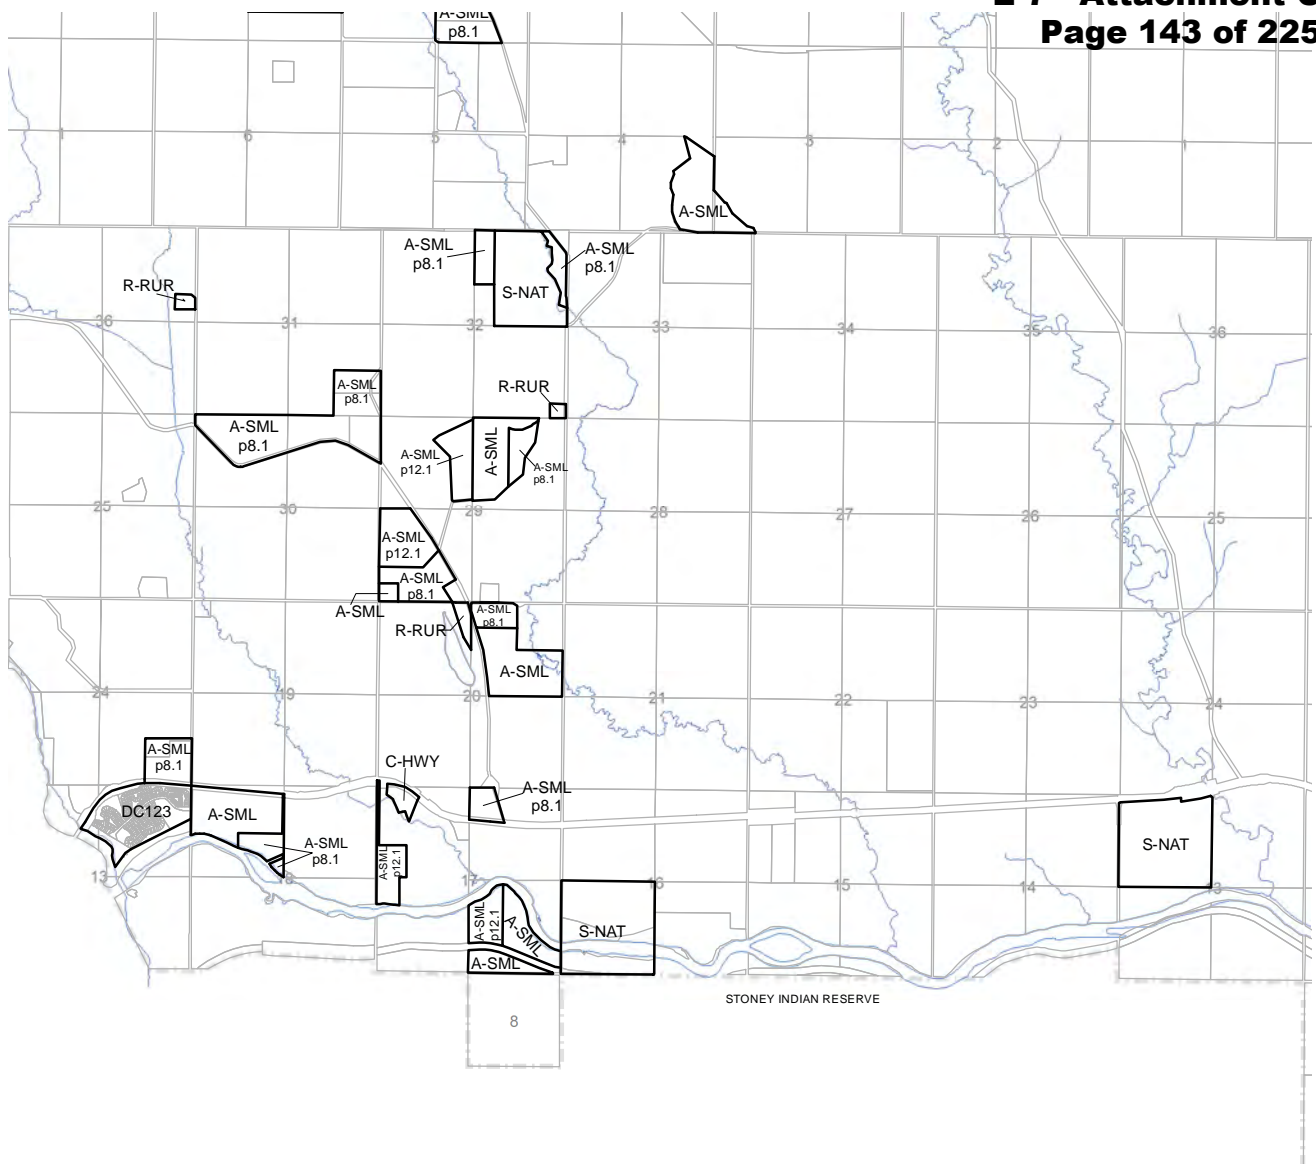 Page 143 of 225
A-SML
p8.1
1
6
5
4
3
2
1
A-SML
A-SML
p8.1
A-SML
p8.1
S-NAT
R-RUR
36
31
32
33
34
35
36
A-SML
p8.1
R-RUR
A-SML
p8.1
A-SML
p12.1
A-SML
A-SML
p8.1
25
30
29
28
27
26
25
A-SML
p12.1
A-SML
p8.1
A-SML
R-RUR
A-SML
p8.1
A-SML
24
19
20
21
22
23
24
A-SML
p8.1
C-HWY
A-SML
p8.1
DC123
A-SML
A-SML
p8.1
A-SML
p12.1
S-NAT
13
18
17
16
15
14
13
A-SML
p12.1
A-SML
S-NAT
A-SML
STONEY INDIAN RESERVE
8